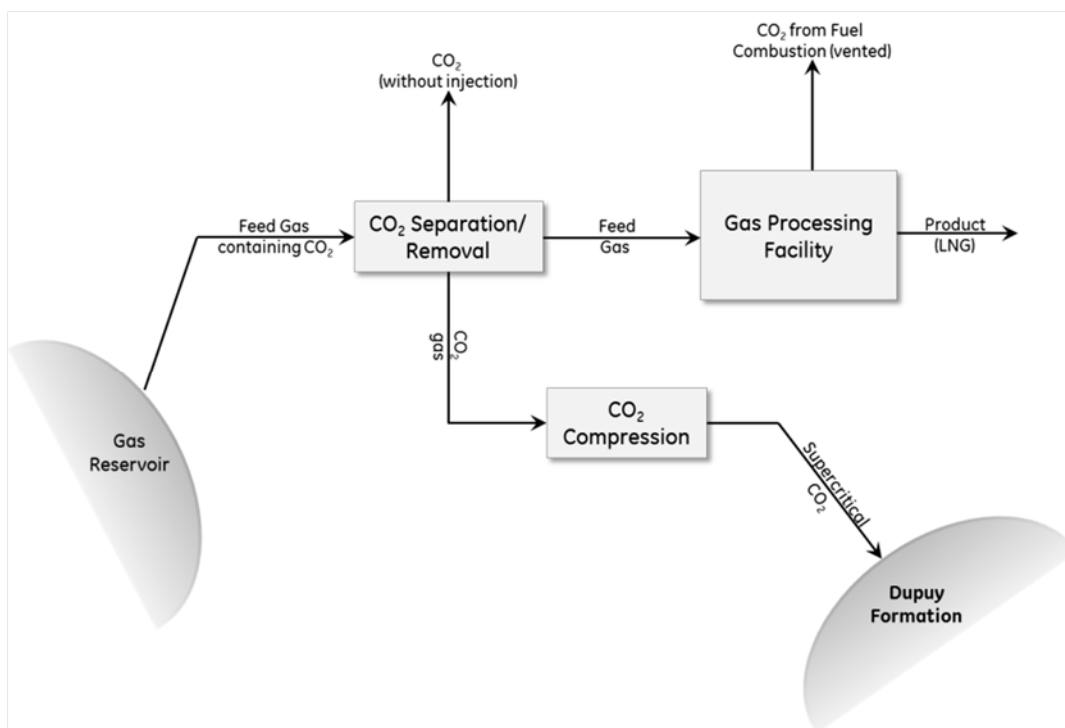 CO₂ from Fuel
Combustion (vented)
CO₂
(without injection)
Feed Gas
containing CO₂
CO₂ Separation/
Removal
Feed
Gas
Gas Processing
Facility
Product
(LNG)
CO₂
gas
CO₂
Compression
Gas
Reservoir
Supercritical
CO₂
Dupuy
Formation